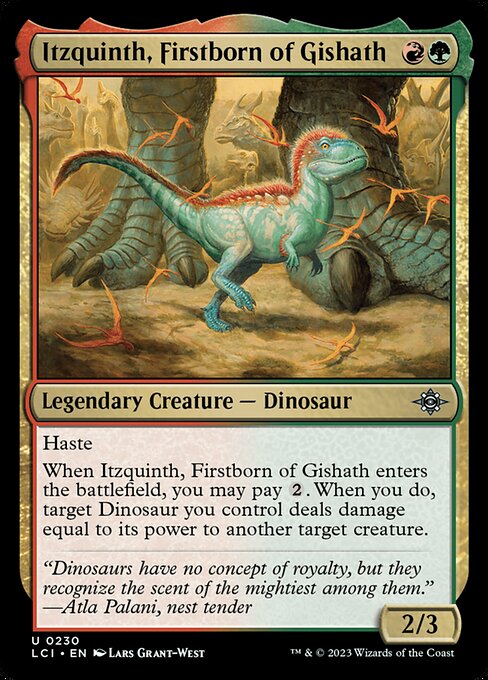 Itzquinth, Firstborn of Gishath
Legendary Creature — Dinosaur
Haste
When Itzquinth, Firstborn of Gishath enters
the battlefield, you may pay 2. When you do,
target Dinosaur you control deals damage
equal to its power to another target creature.
“Dinosaurs have no concept of royalty, but they
recognize the scent of the mightiest among them.”
—Atla Palani, nest tender
2/3
U 0230
LCI • EN Lars Grant-West
™ & © 2023 Wizards of the Coast